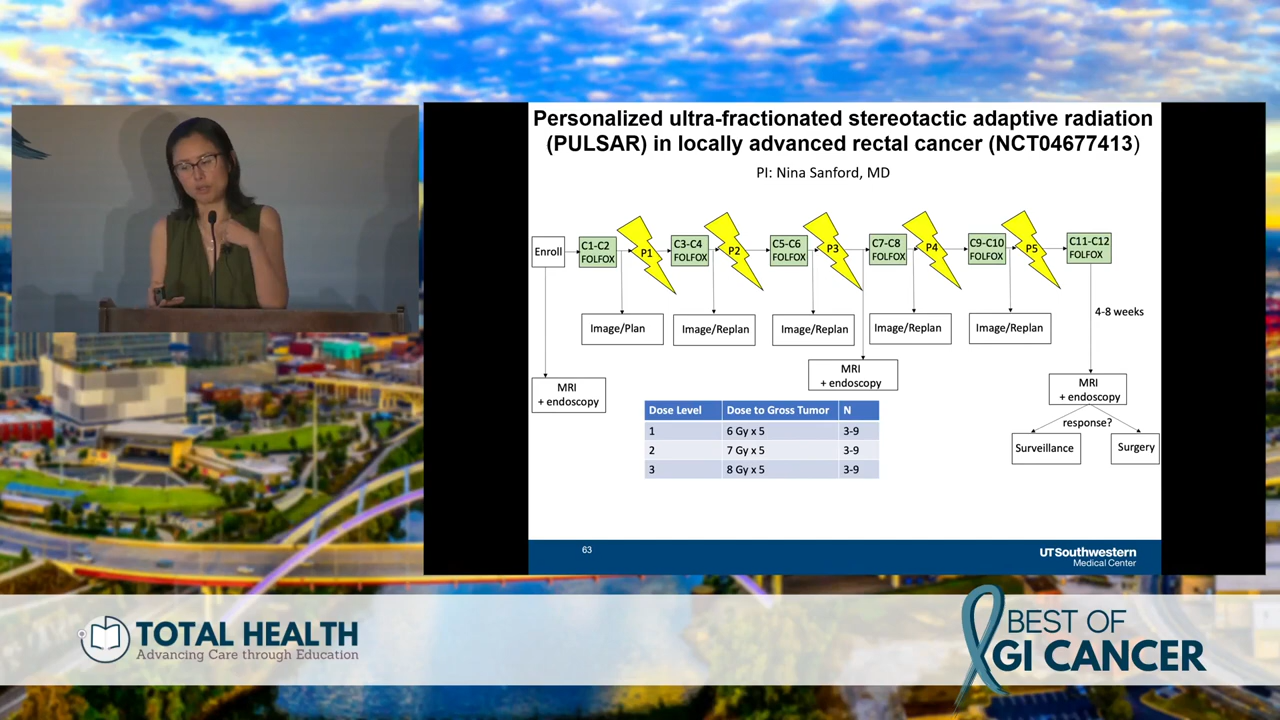 Personalized ultra-fractionated stereotactic adaptive radiation
(PULSAR) in locally advanced rectal cancer (NCT04677413)
PI: Nina Sanford, MD
Enroll
C1-C2
FOLFOX
P1
C3-C4
FOLFOX
P2
C5-C6
FOLFOX
P3
C7-C8
FOLFOX
P4
C9-C10
FOLFOX
P5
C11-C12
FOLFOX
4-8 weeks
Image/Plan
Image/Replan
Image/Replan
Image/Replan
Image/Replan
MRI
+ endoscopy
MRI
+ endoscopy
MRI
+ endoscopy
response?
Surveillance
Surgery
Dose Level Dose to Gross Tumor N
1 6 Gy x 5 3-9
2 7 Gy x 5 3-9
3 8 Gy x 5 3-9
63
UTSouthwestern
Medical Center
TOTAL HEALTH
Advancing Care through Education
BEST OF
GI CANCER